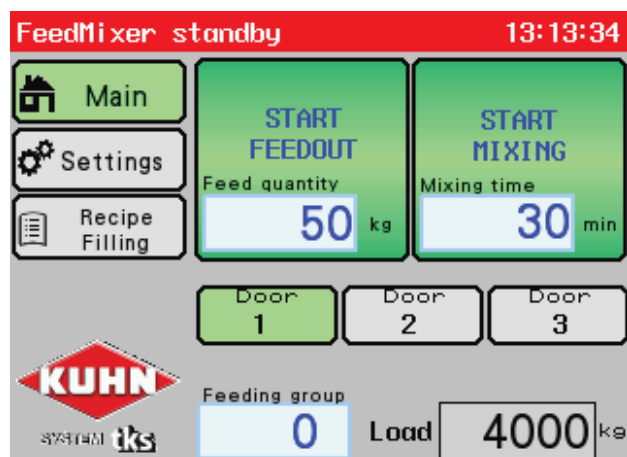 FeedMixer standby 13:13:34
Main
Settings
Recipe
Filling
START
FEEDOUT
Feed quantity
50 kg
START
MIXING
Mixing time
30 min
Door
1
Door
2
Door
3
KUHN
SYSTEM tks
Feeding group
0
Load 4000 kg